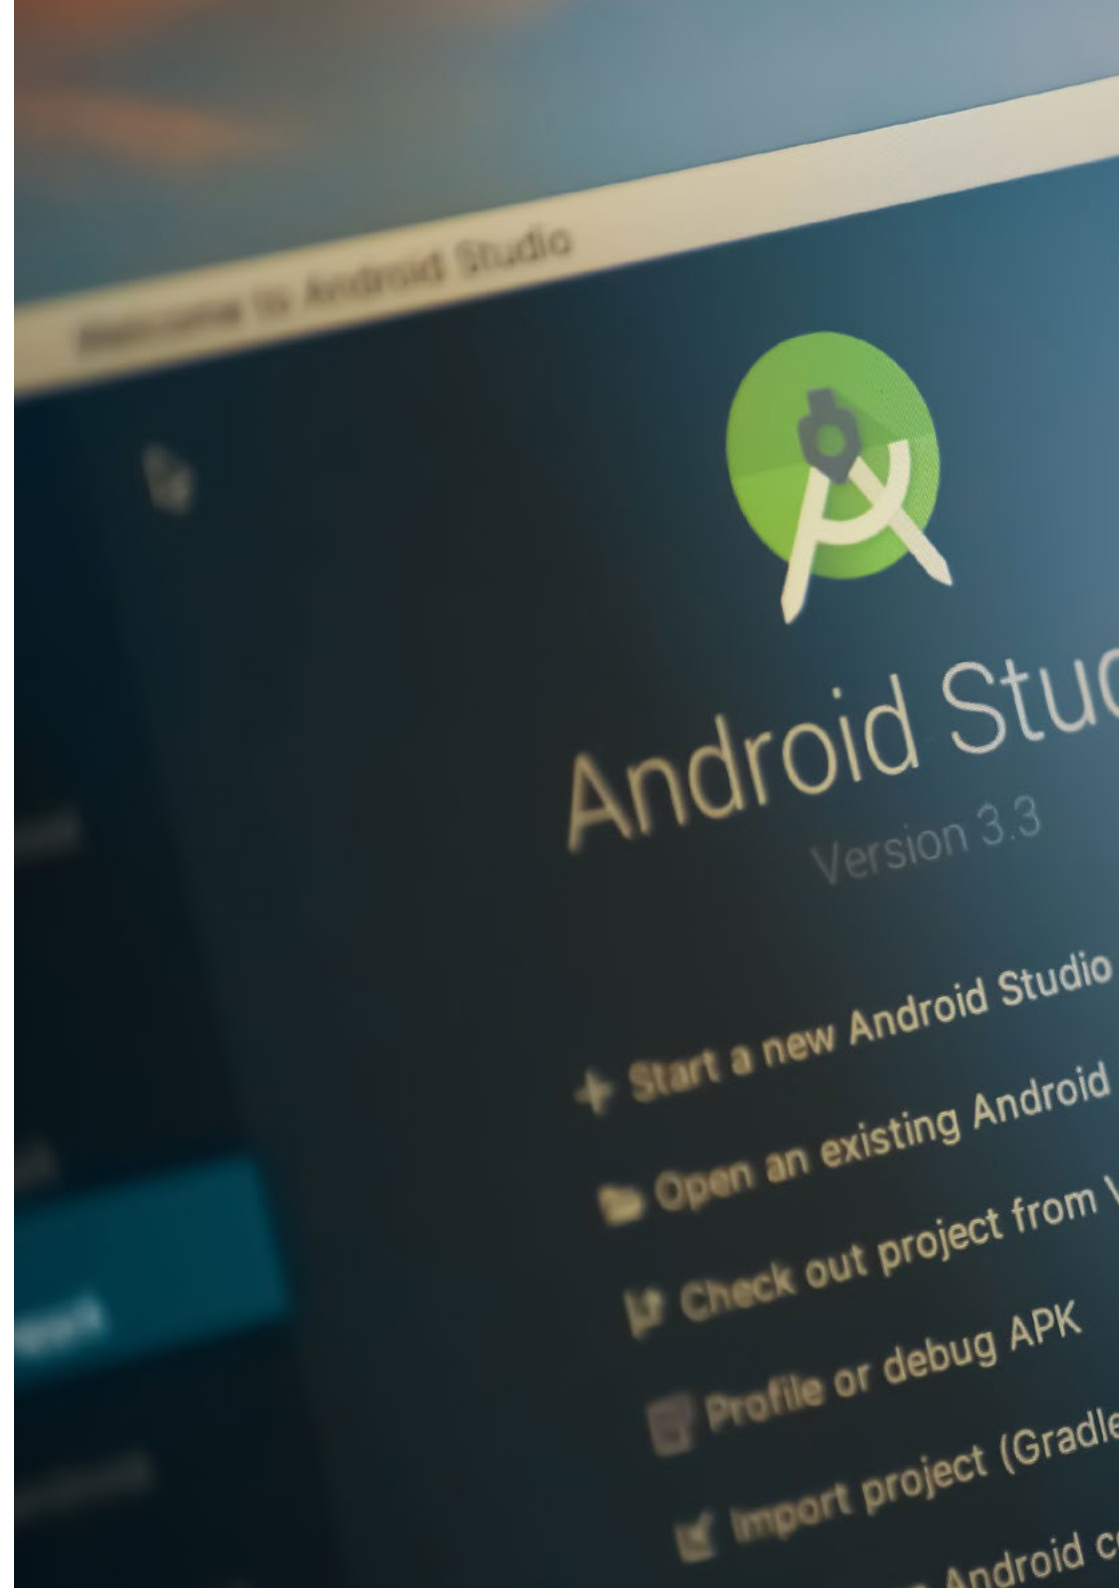 Welcome to Android Studio
Android Stud
Version 3.3
Start a new Android Studio
Open an existing Android
Check out project from V
Profile or debug APK
Import project (Gradle
Android co